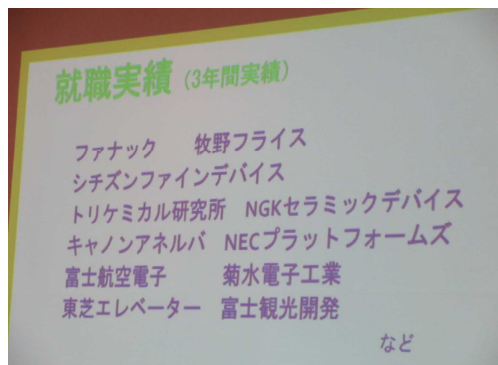 就職実績 (3年間実績)
ファナック 牧野フライス
シチズンファインデバイス
トリケミカル研究所 NGKセラミックデバイス
キャノンアネルバ NECプラットフォームズ
富士航空電子 菊水電子工業
東芝エレベーター 富士観光開発
など